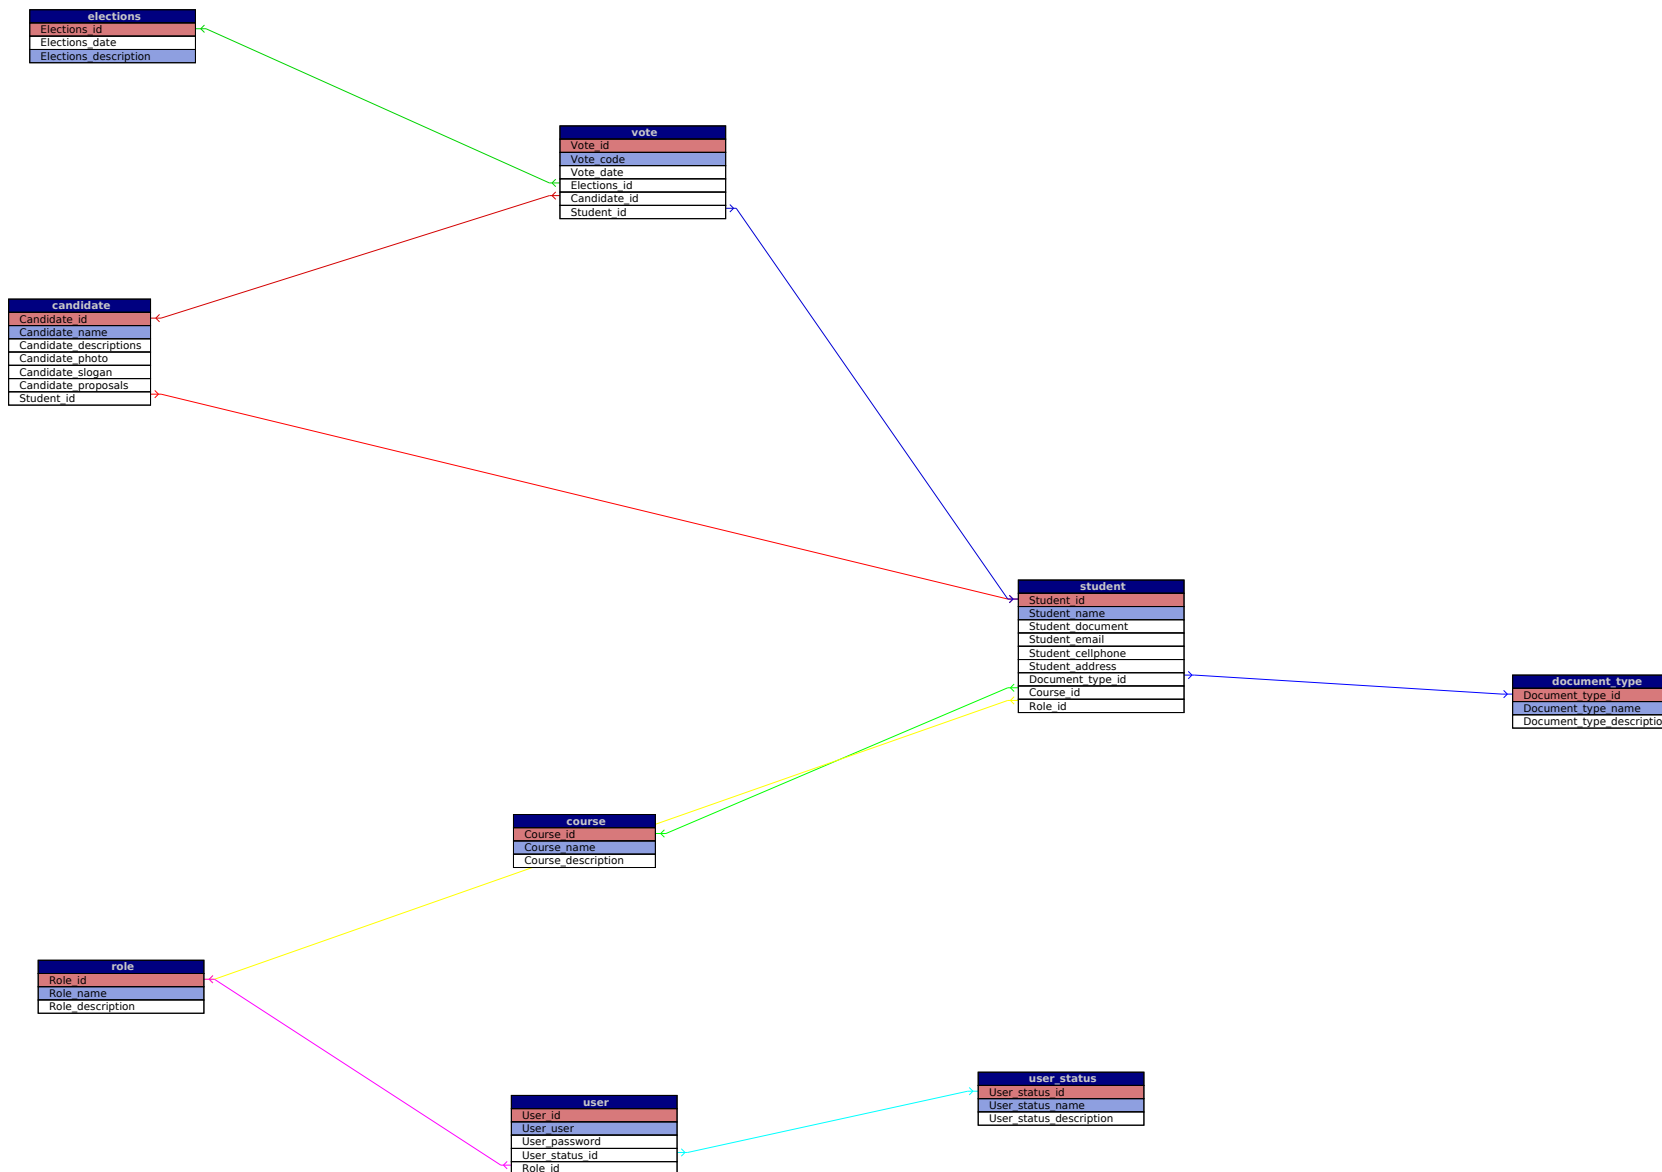 elections
Elections_id
Elections_date
Elections_description
vote
Vote_id
Vote_code
Vote_date
Elections_id
Candidate_id
Student_id
candidate
Candidate_id
Candidate_name
Candidate_descriptions
Candidate_photo
Candidate_slogan
Candidate_proposals
Student_id
student
Student_id
Student_name
Student_document
Student_email
Student_cellphone
Student_address
Document_type_id
Course_id
Role_id
document_type
Document_type_id
Document_type_name
Document_type_descriptio
course
Course_id
Course_name
Course_description
role
Role_id
Role_name
Role_description
user_status
User_status_id
User_status_name
User_status_description
user
User_id
User_user
User_password
User_status_id
Role_id